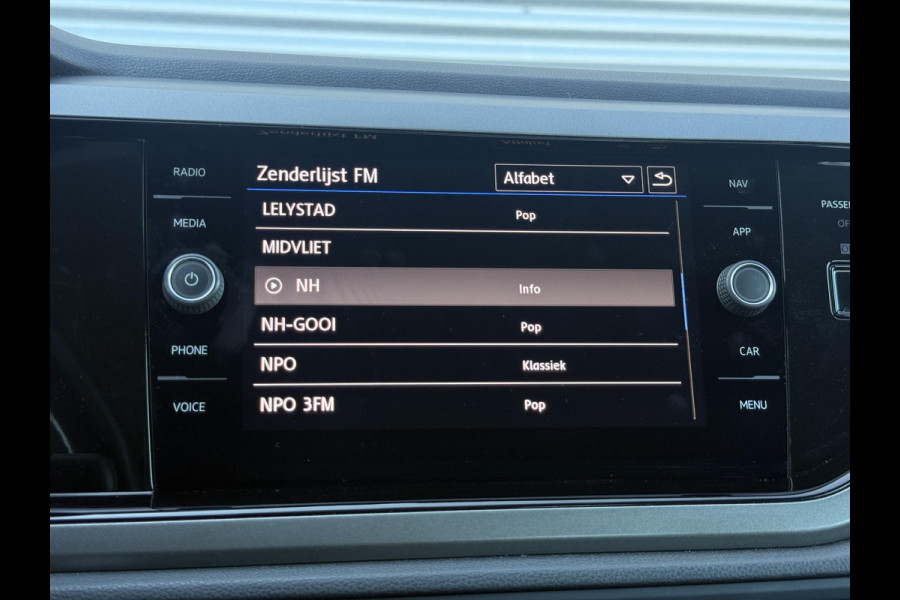 RADIO
MEDIA
PHONE
VOICE
Zenderlijst FM
Alfabet
LELYSTAD Pop
MIDVLIET
NH Info
NH-GOOI Pop
NPO Klassiek
NPO 3FM Pop
NAV
APP
CAR
MENU